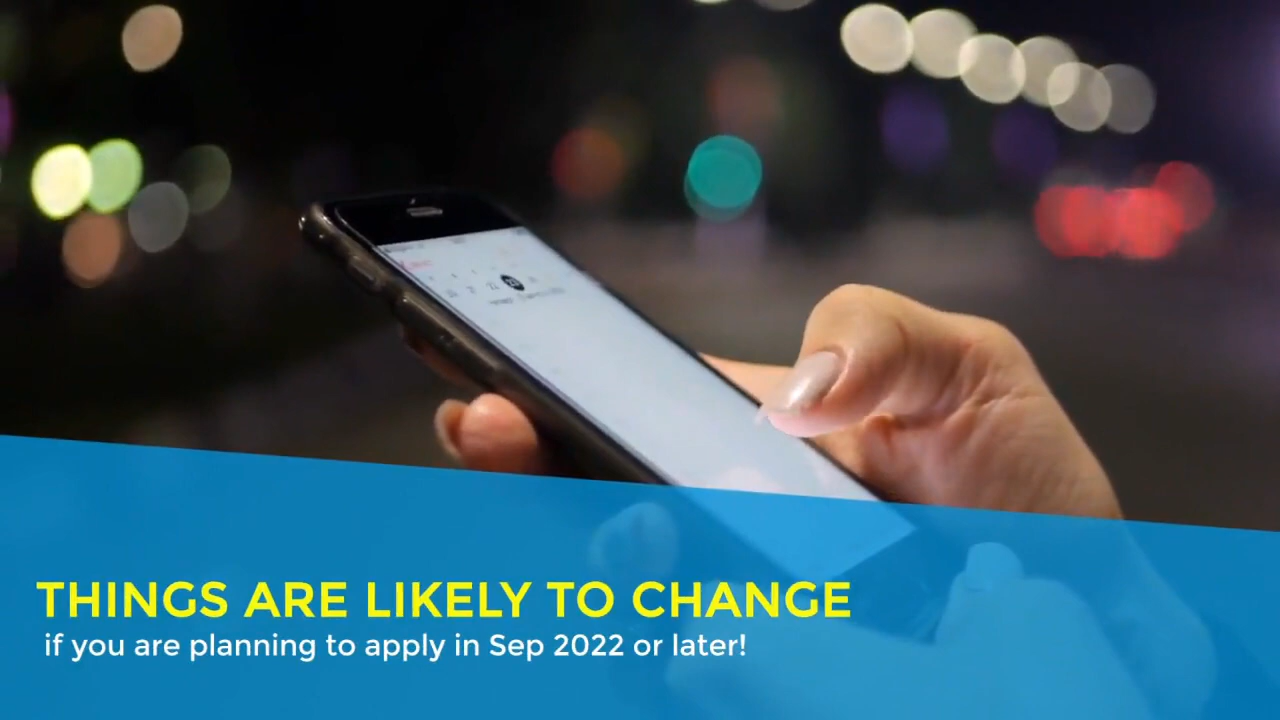 THINGS ARE LIKELY TO CHANGE
if you are planning to apply in Sep 2022 or later!